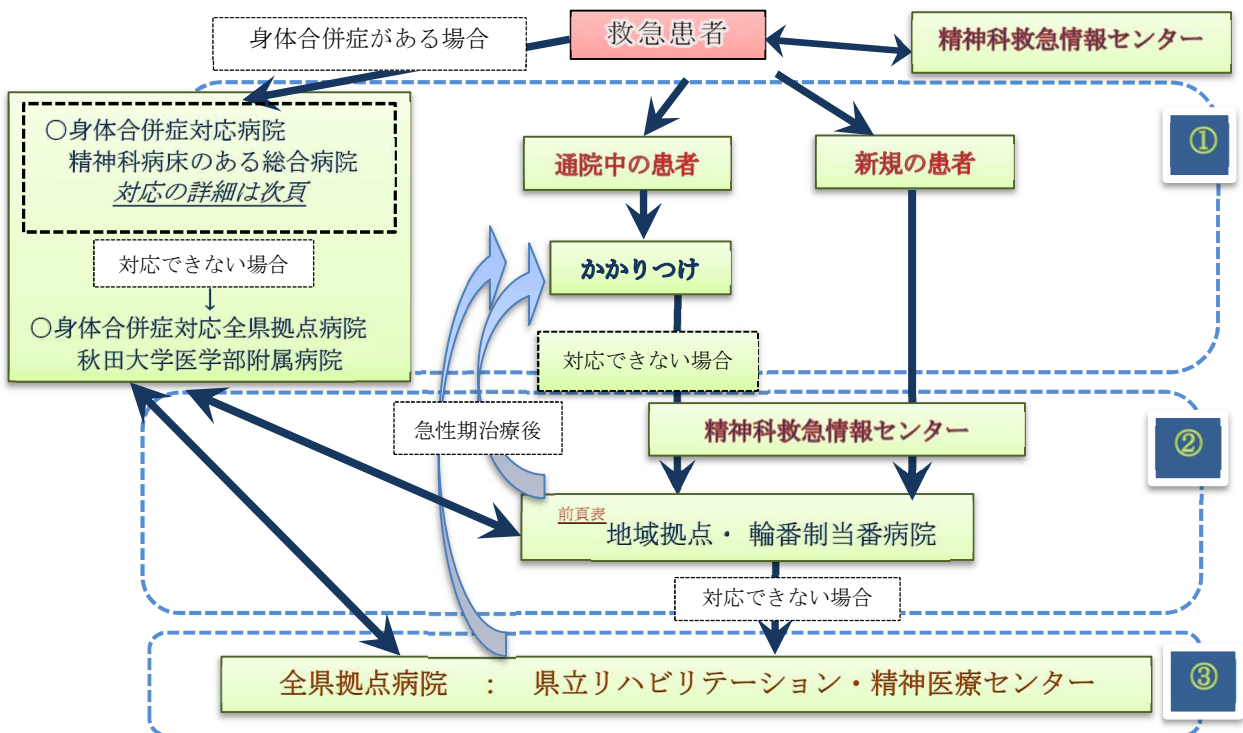 身体合併症がある場合
救急患者
精神科救急情報センター
①
○身体合併症対応病院
精神科病床のある総合病院
対応の詳細は次頁
対応できない場合
↓
○身体合併症対応全県拠点病院
秋田大学医学部附属病院
通院中の患者
新規の患者
かかりつけ
対応できない場合
急性期治療後
精神科救急情報センター
②
前頁表
地域拠点・ 輪番制当番病院
対応できない場合
全県拠点病院 : 県立リハビリテーション・精神医療センター
③